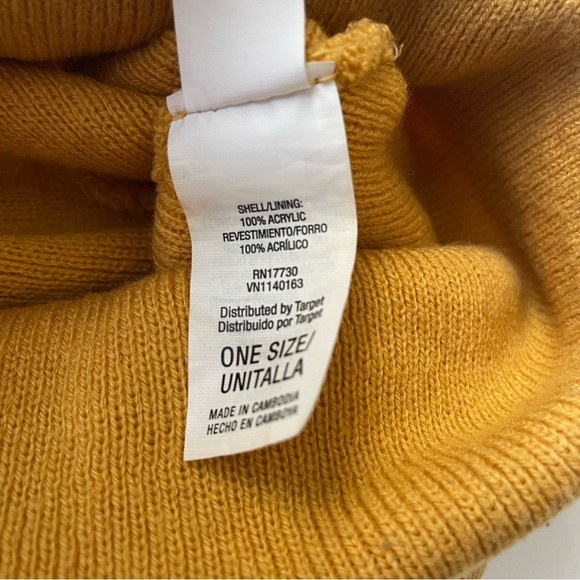 SHELL/LINING:
100% ACRYLIC
REVESTIMIENTO/FORRO
100% ACRÍLICO
RN17730
VN1140163
Distributed by Target
Distribuido por Target
ONE SIZE/
UNITALLA
MADE IN CAMBODIA
HECHO EN CAMBOYA